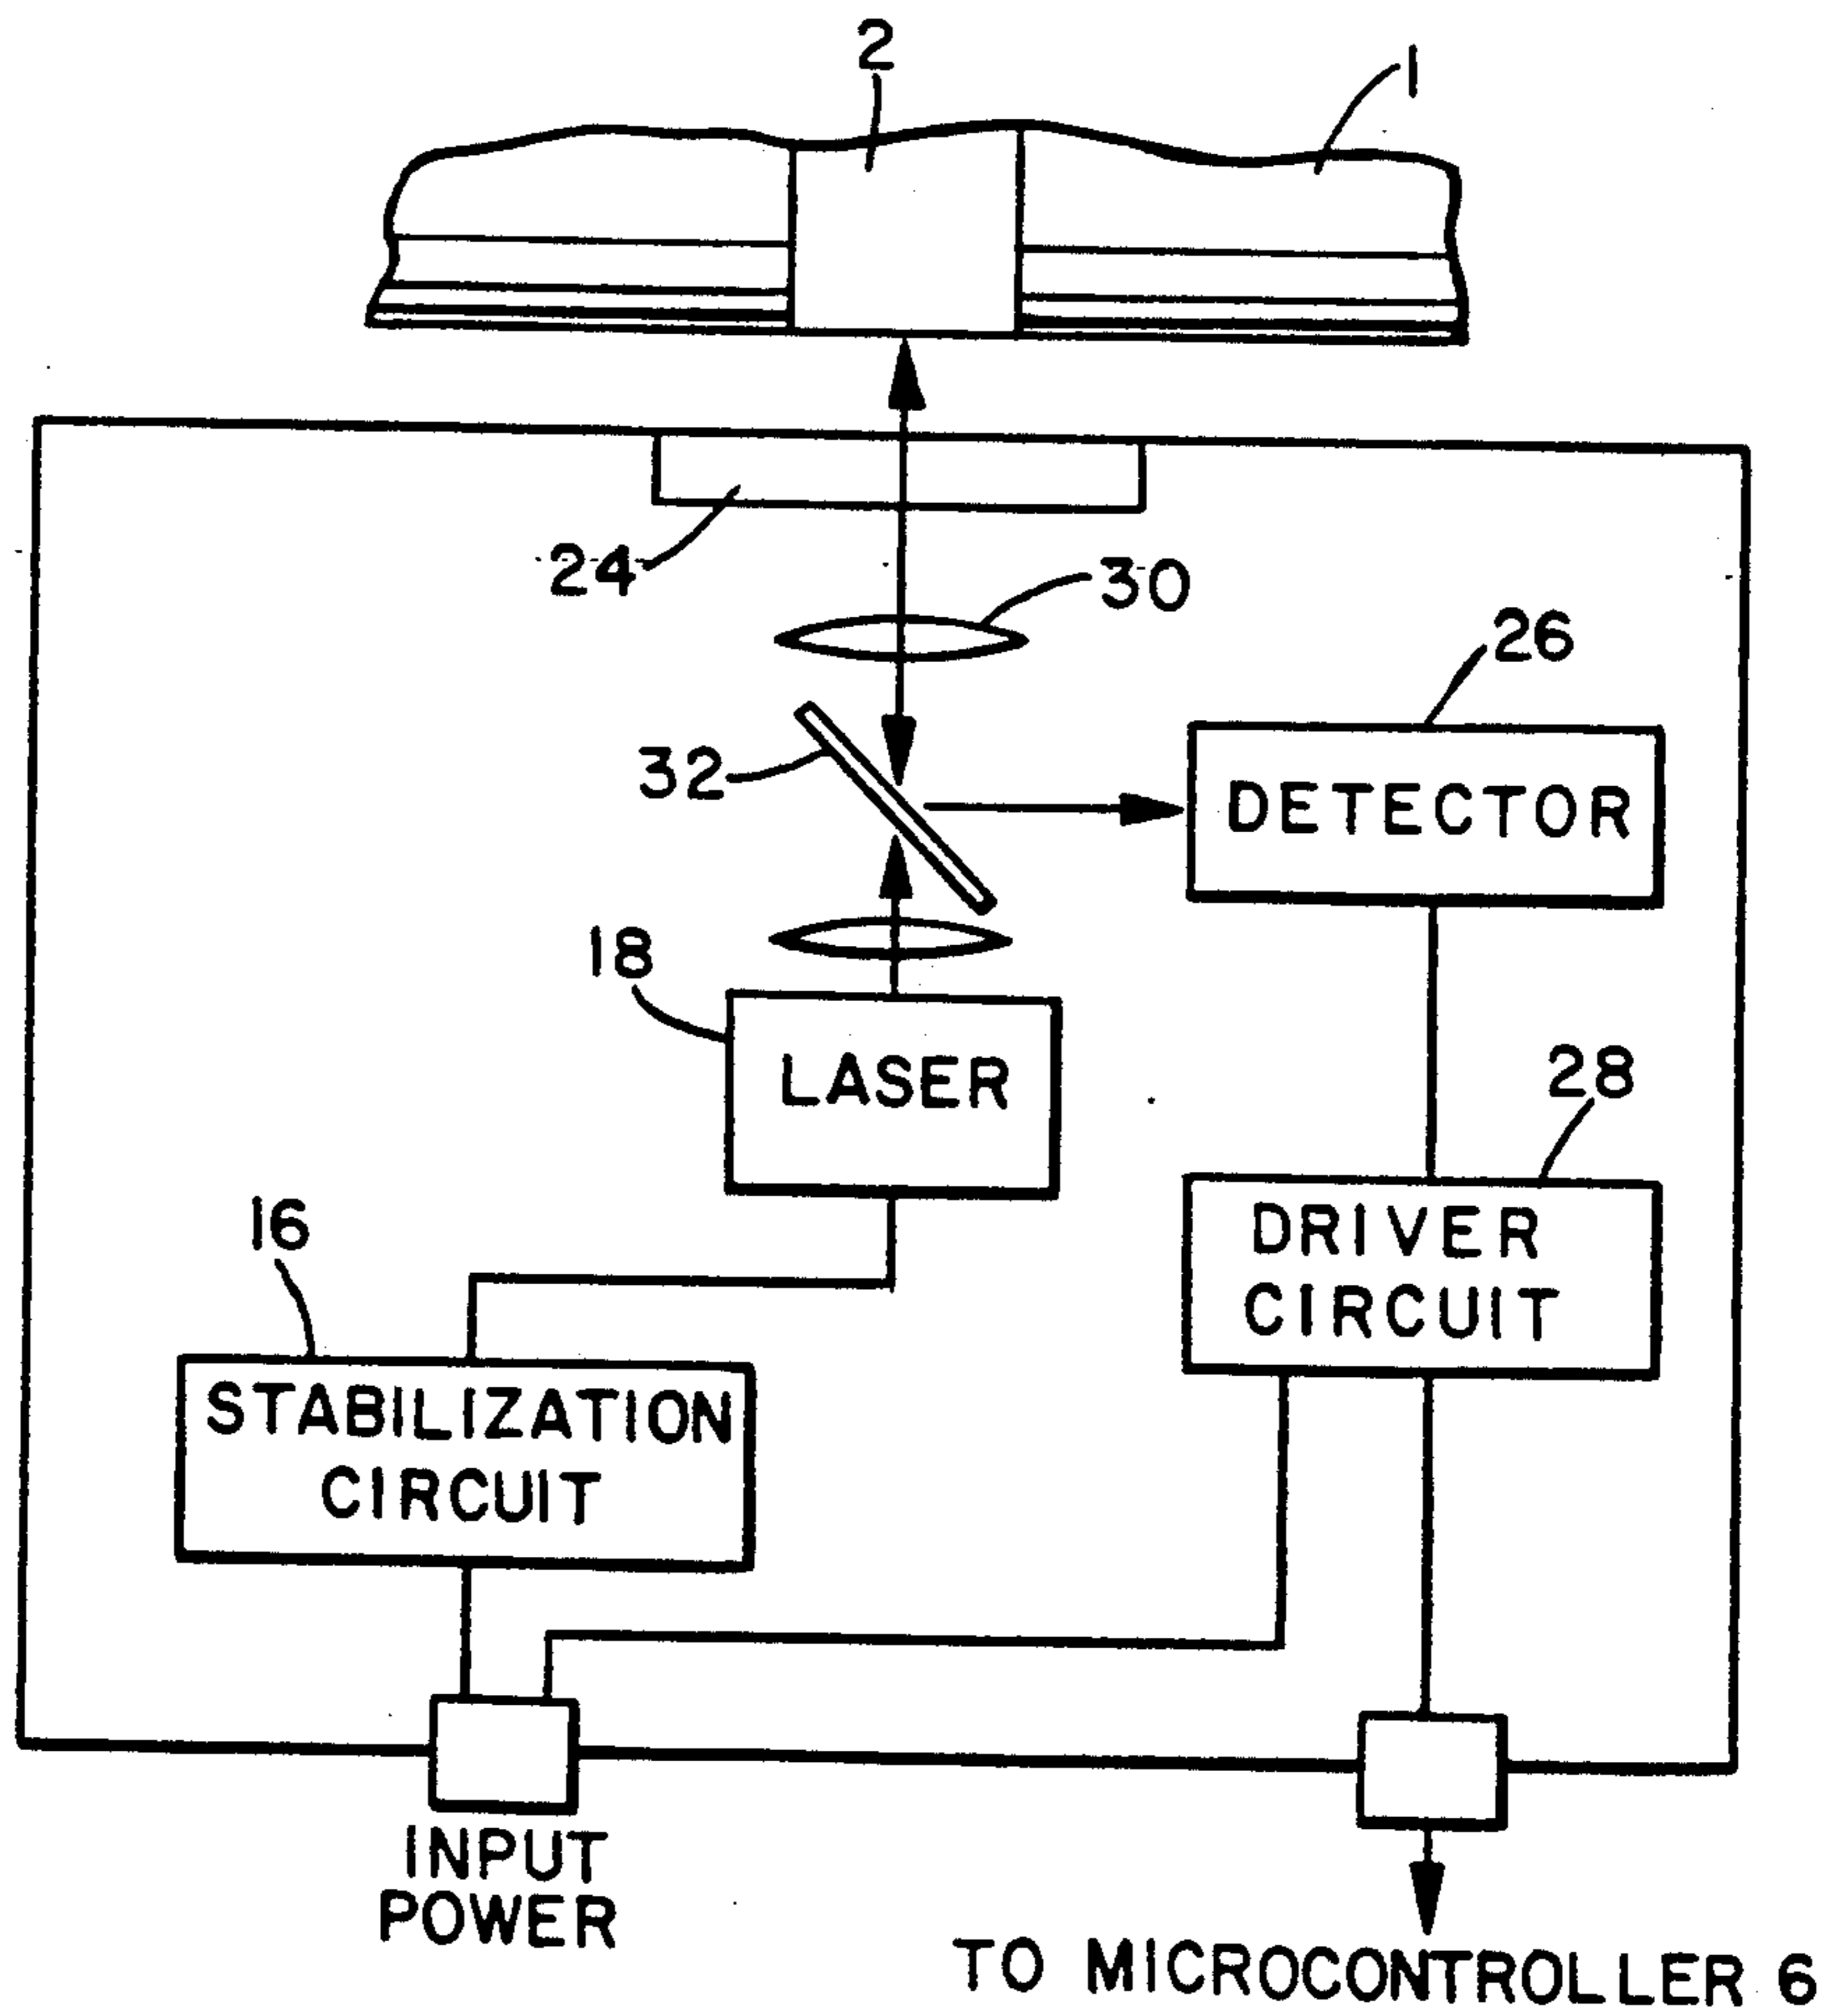 2
1
24
30
26
32
DETECTOR
18
LASER
28
16
DRIVER
CIRCUIT
STABILIZATION
CIRCUIT
INPUT
POWER
TO MICROCONTROLLER 6